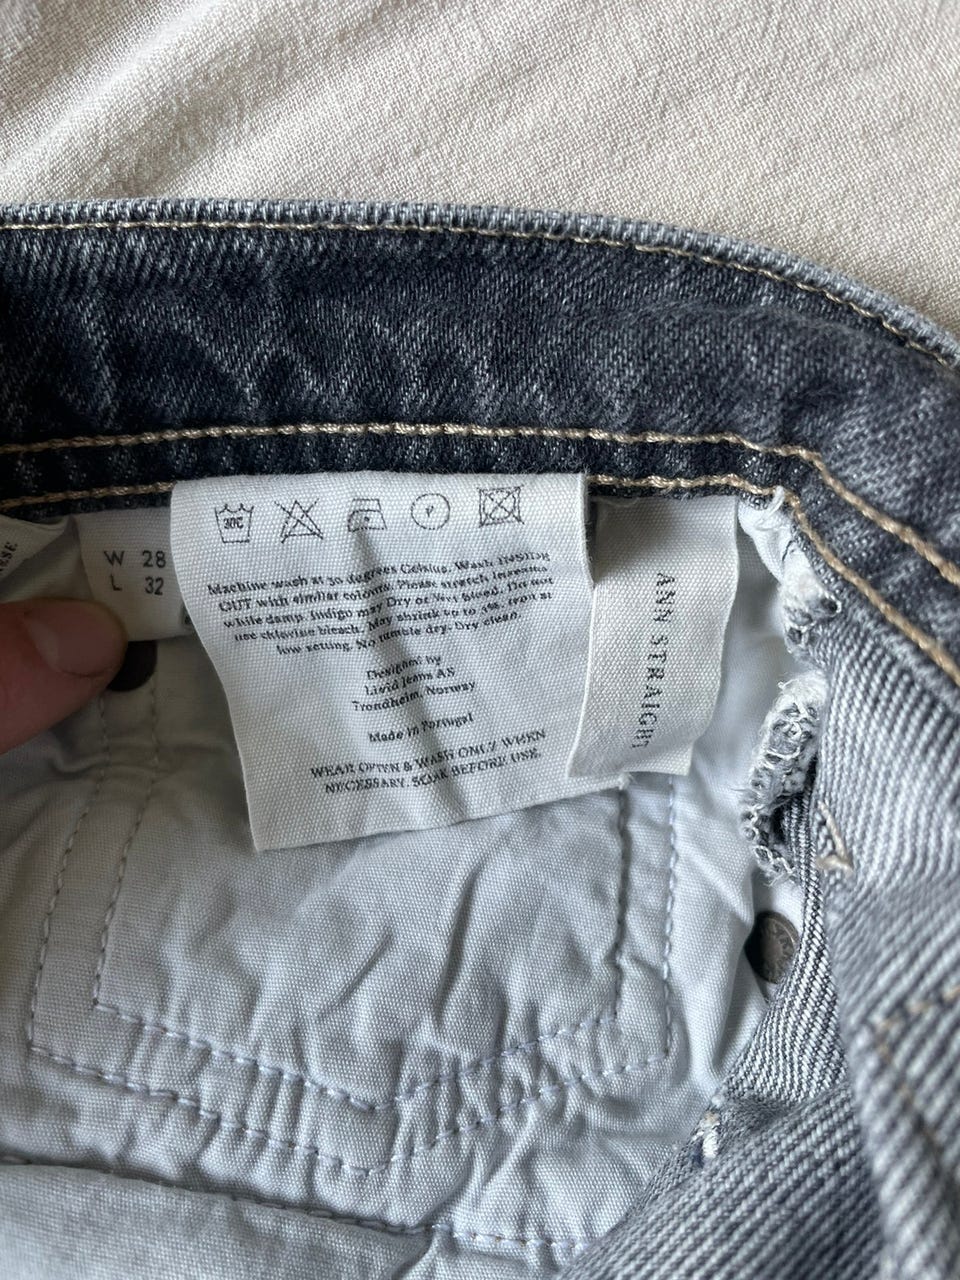 30C
Machine wash at 30 degrees Celsius. Wash INSIDE
OUT with similar colours. Please stretch inseams
while damp. Indigo may Dry or Wet bleed. Do not
use chlorine bleach. May shrink up to 3%. Iron at
low setting. No tumble dry. Dry clean.
Designed by
Livid Jeans AS
Trondheim, Norway
Made in Portugal
WEAR OFTEN & WASH ONLY WHEN
NECESSARY. SOAK BEFORE USE.
W 28
L 32
ANN STRAIGHT